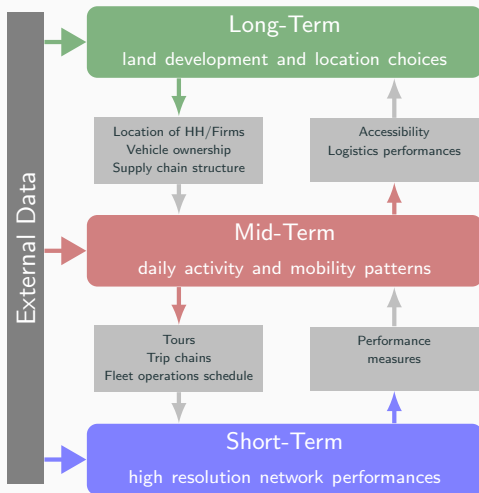 External Data
Long-Term
land development and location choices
Location of HH/Firms
Vehicle ownership
Supply chain structure
Accessibility
Logistics performances
Mid-Term
daily activity and mobility patterns
Tours
Trip chains
Fleet operations schedule
Performance
measures
Short-Term
high resolution network performances